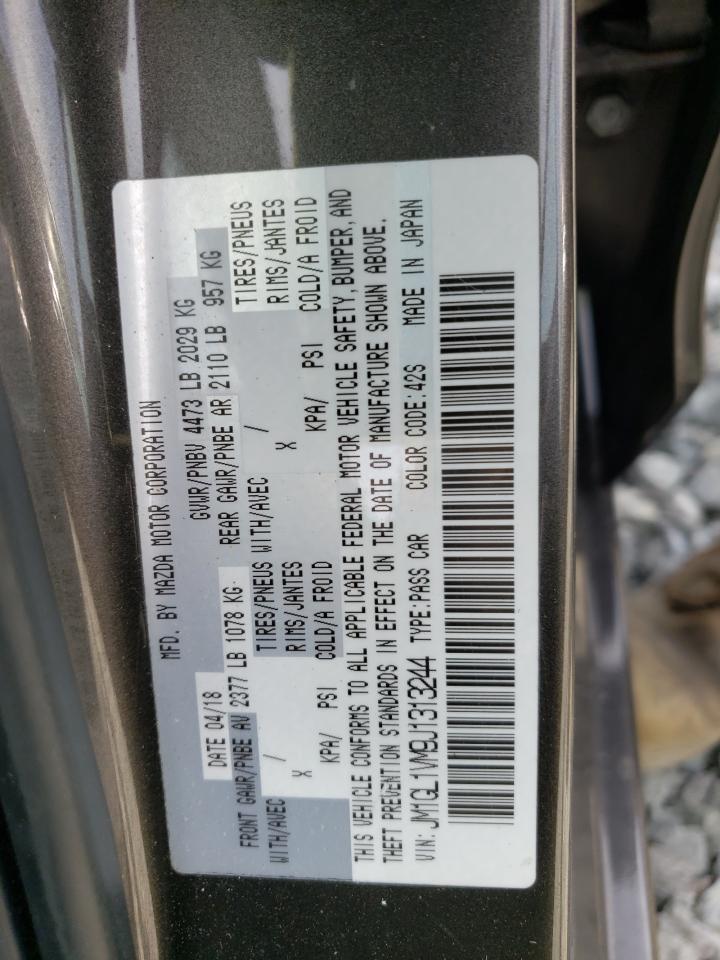 MFD. BY MAZDA MOTOR CORPORATION
DATE 04/18 GVWR/PNBV 4473 LB 2029 KG
FRONT GAWR/PNBE AV 2377 LB 1078 KG REAR GAWR/PNBE AR 2110 LB 957 KG
WITH/AVEC / TIRES/PNEUS WITH/AVEC / TIRES/PNEUS
X RIMS/JANTES X RIMS/JANTES
KPA/ PSI COLD/A FROID KPA/ PSI COLD/A FROID
THIS VEHICLE CONFORMS TO ALL APPLICABLE FEDERAL MOTOR VEHICLE SAFETY, BUMPER, AND
THEFT PREVENTION STANDARDS IN EFFECT ON THE DATE OF MANUFACTURE SHOWN ABOVE.
VIN: JM1GL1VM9J1313244 TYPE:PASS CAR COLOR CODE:42S MADE IN JAPAN